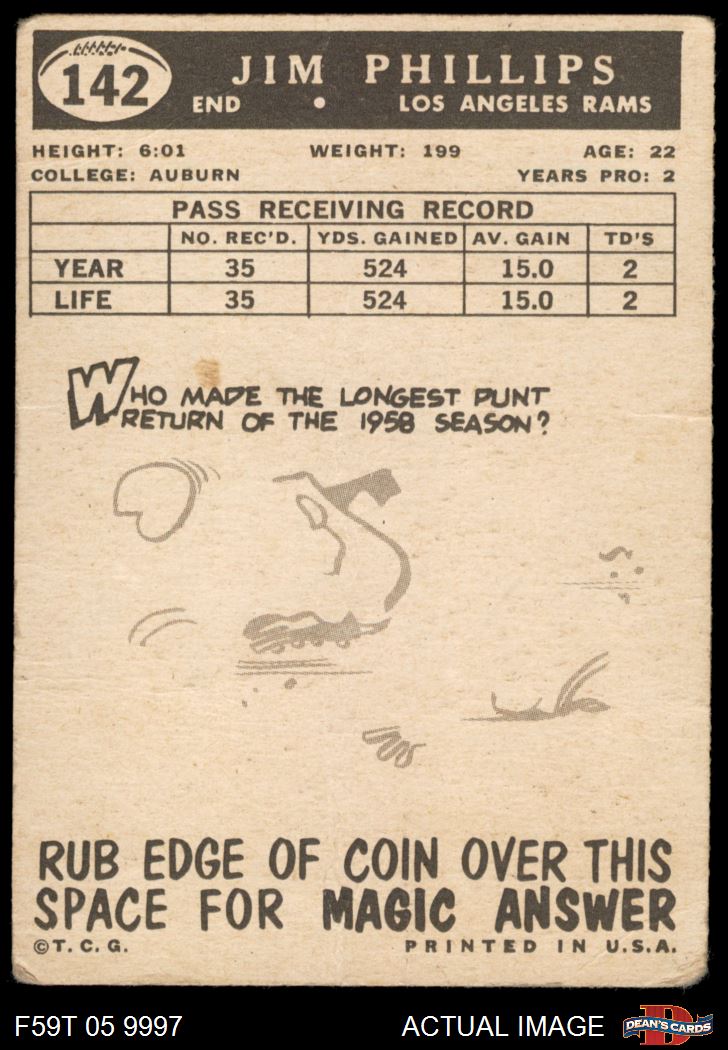 142
JIM PHILLIPS
END • LOS ANGELES RAMS
HEIGHT: 6:01 WEIGHT: 199 AGE: 22
COLLEGE: AUBURN YEARS PRO: 2
PASS RECEIVING RECORD
NO. REC'D. YDS. GAINED AV. GAIN TD'S
YEAR 35 524 15.0 2
LIFE 35 524 15.0 2
WHO MADE THE LONGEST PUNT
RETURN OF THE 1958 SEASON?
RUB EDGE OF COIN OVER THIS
SPACE FOR MAGIC ANSWER
©T. C. G. PRINTED IN U.S.A.
F59T 05 9997 ACTUAL IMAGE D DEAN'S CARDS